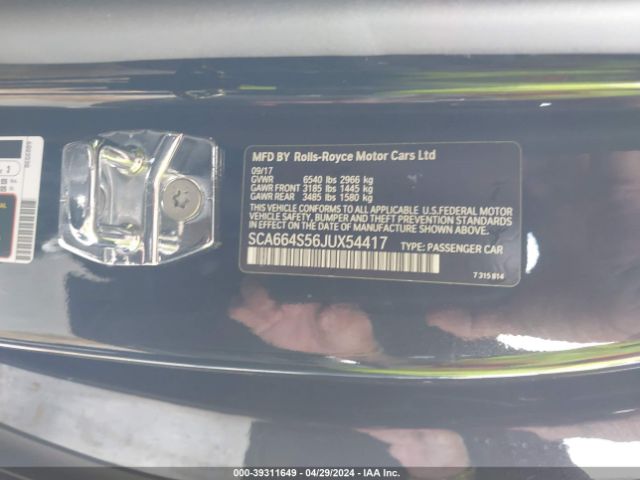 MFD BY Rolls-Royce Motor Cars Ltd
09/17
GVWR 6540 lbs 2966 kg
GAWR FRONT 3185 lbs 1445 kg
GAWR REAR 3485 lbs 1580 kg
THIS VEHICLE CONFORMS TO ALL APPLICABLE U.S.FEDERAL MOTOR
VEHICLE SAFETY, BUMPER AND THEFT PREVENTION STANDARDS
IN EFFECT ON THE DATE OF MANUFACTURE SHOWN ABOVE.
SCA664S56JUX54417 TYPE: PASSENGER CAR
7 315 814
000-39311649 - 04/29/2024 - IAA Inc.